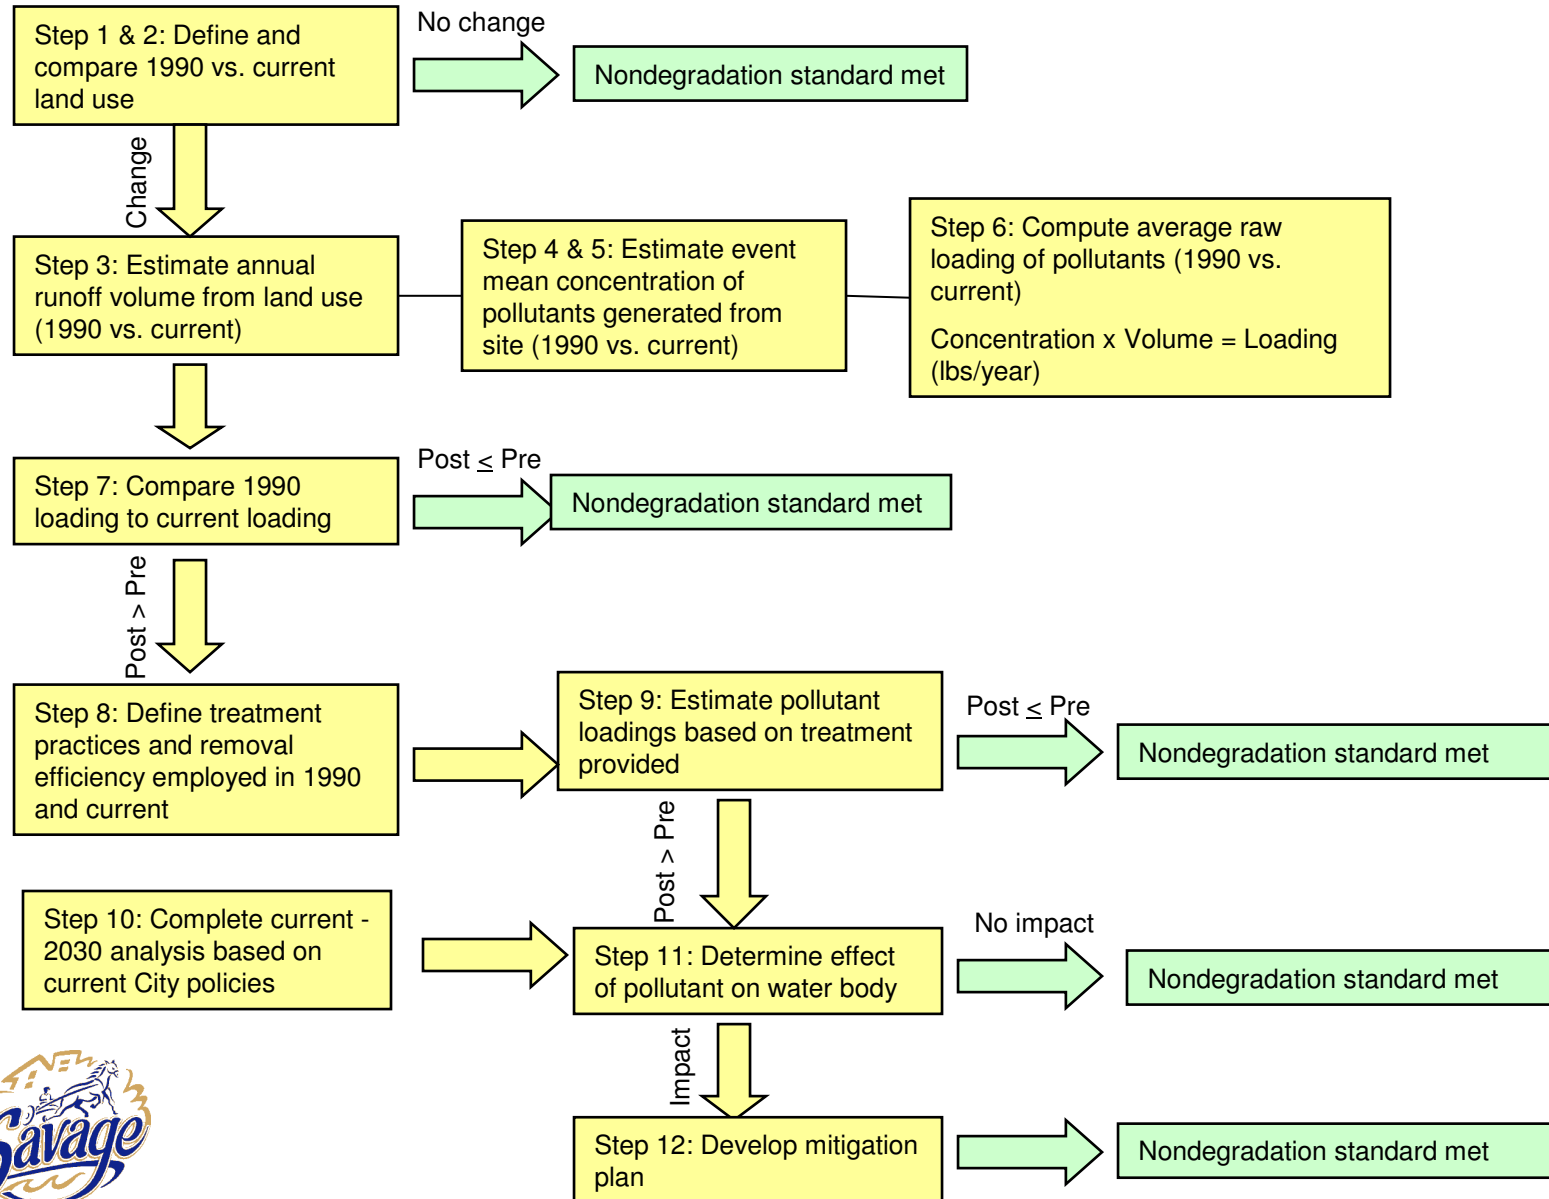 Step 1 & 2: Define and
compare 1990 vs. current
land use
No change
Nondegradation standard met
Change
Step 3: Estimate annual
runoff volume from land use
(1990 vs. current)
Step 4 & 5: Estimate event
mean concentration of
pollutants generated from
site (1990 vs. current)
Step 6: Compute average raw
loading of pollutants (1990 vs.
current)
Concentration x Volume = Loading
(lbs/year)
Step 7: Compare 1990
loading to current loading
Post ≤ Pre
Nondegradation standard met
Post > Pre
Step 8: Define treatment
practices and removal
efficiency employed in 1990
and current
Step 9: Estimate pollutant
loadings based on treatment
provided
Post ≤ Pre
Nondegradation standard met
Post > Pre
Step 10: Complete current -
2030 analysis based on
current City policies
Step 11: Determine effect
of pollutant on water body
No impact
Nondegradation standard met
Impact
Step 12: Develop mitigation
plan
Nondegradation standard met
Savage